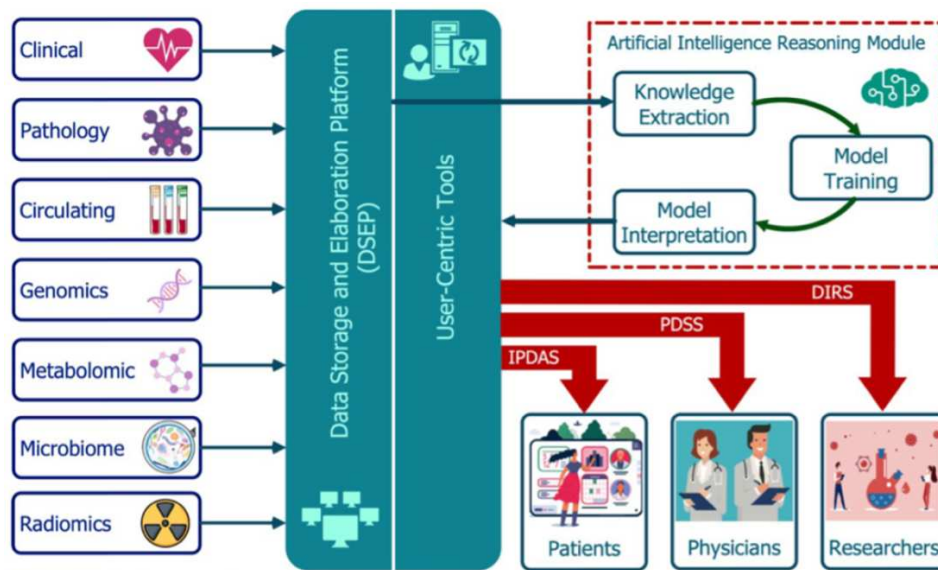 Clinical
Pathology
Circulating
Genomics
Metabolomic
Microbiome
Radiomics
Data Storage and Elaboration Platform
(DSEP)
User-Centric Tools
Artificial Intelligence Reasoning Module
Knowledge
Extraction
Model
Training
Model
Interpretation
DIRS
PDSS
IPDAS
Patients
Physicians
Researchers